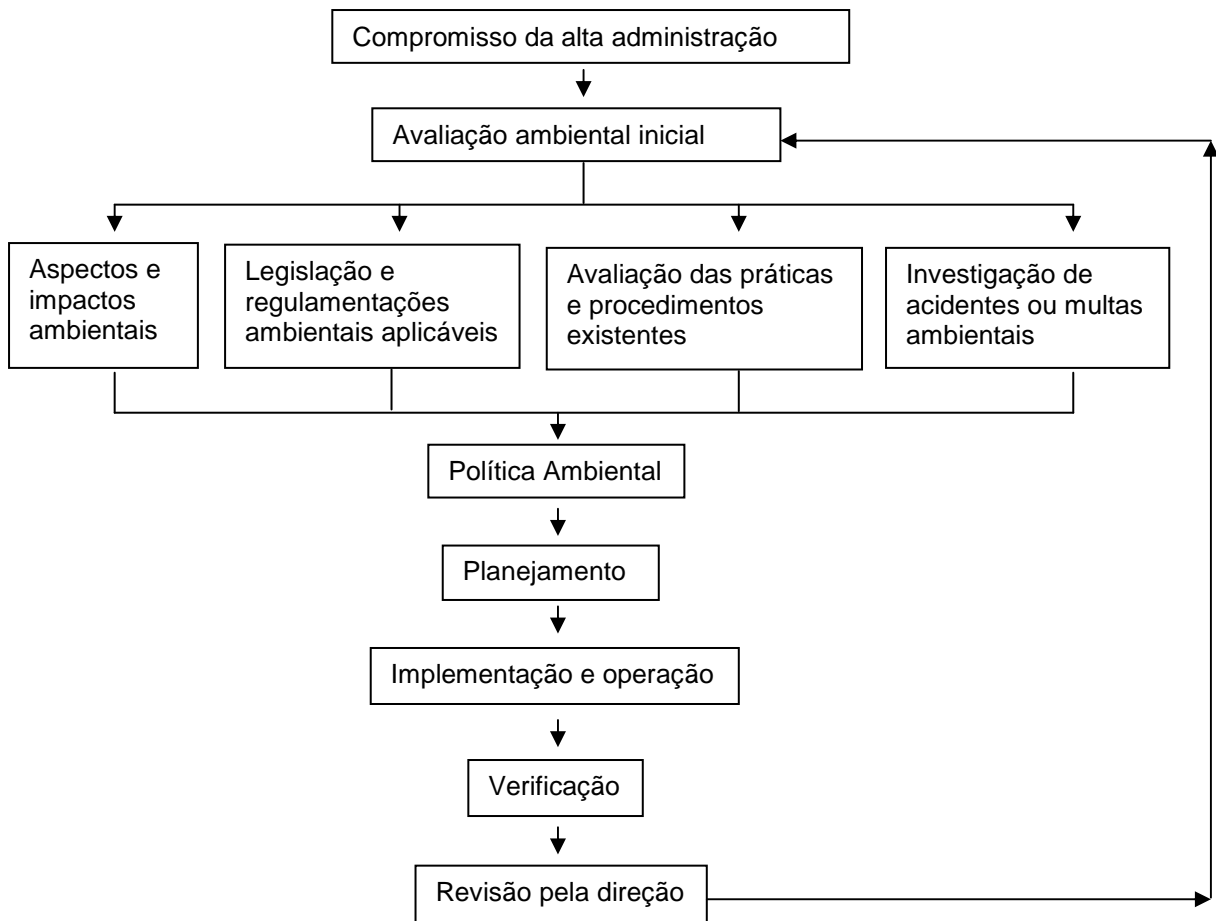 Compromisso da alta administração
Avaliação ambiental inicial
Aspectos e
impactos
ambientais
Legislação e
regulamentações
ambientais aplicáveis
Avaliação das práticas
e procedimentos
existentes
Investigação de
acidentes ou multas
ambientais
Política Ambiental
Planejamento
Implementação e operação
Verificação
Revisão pela direção